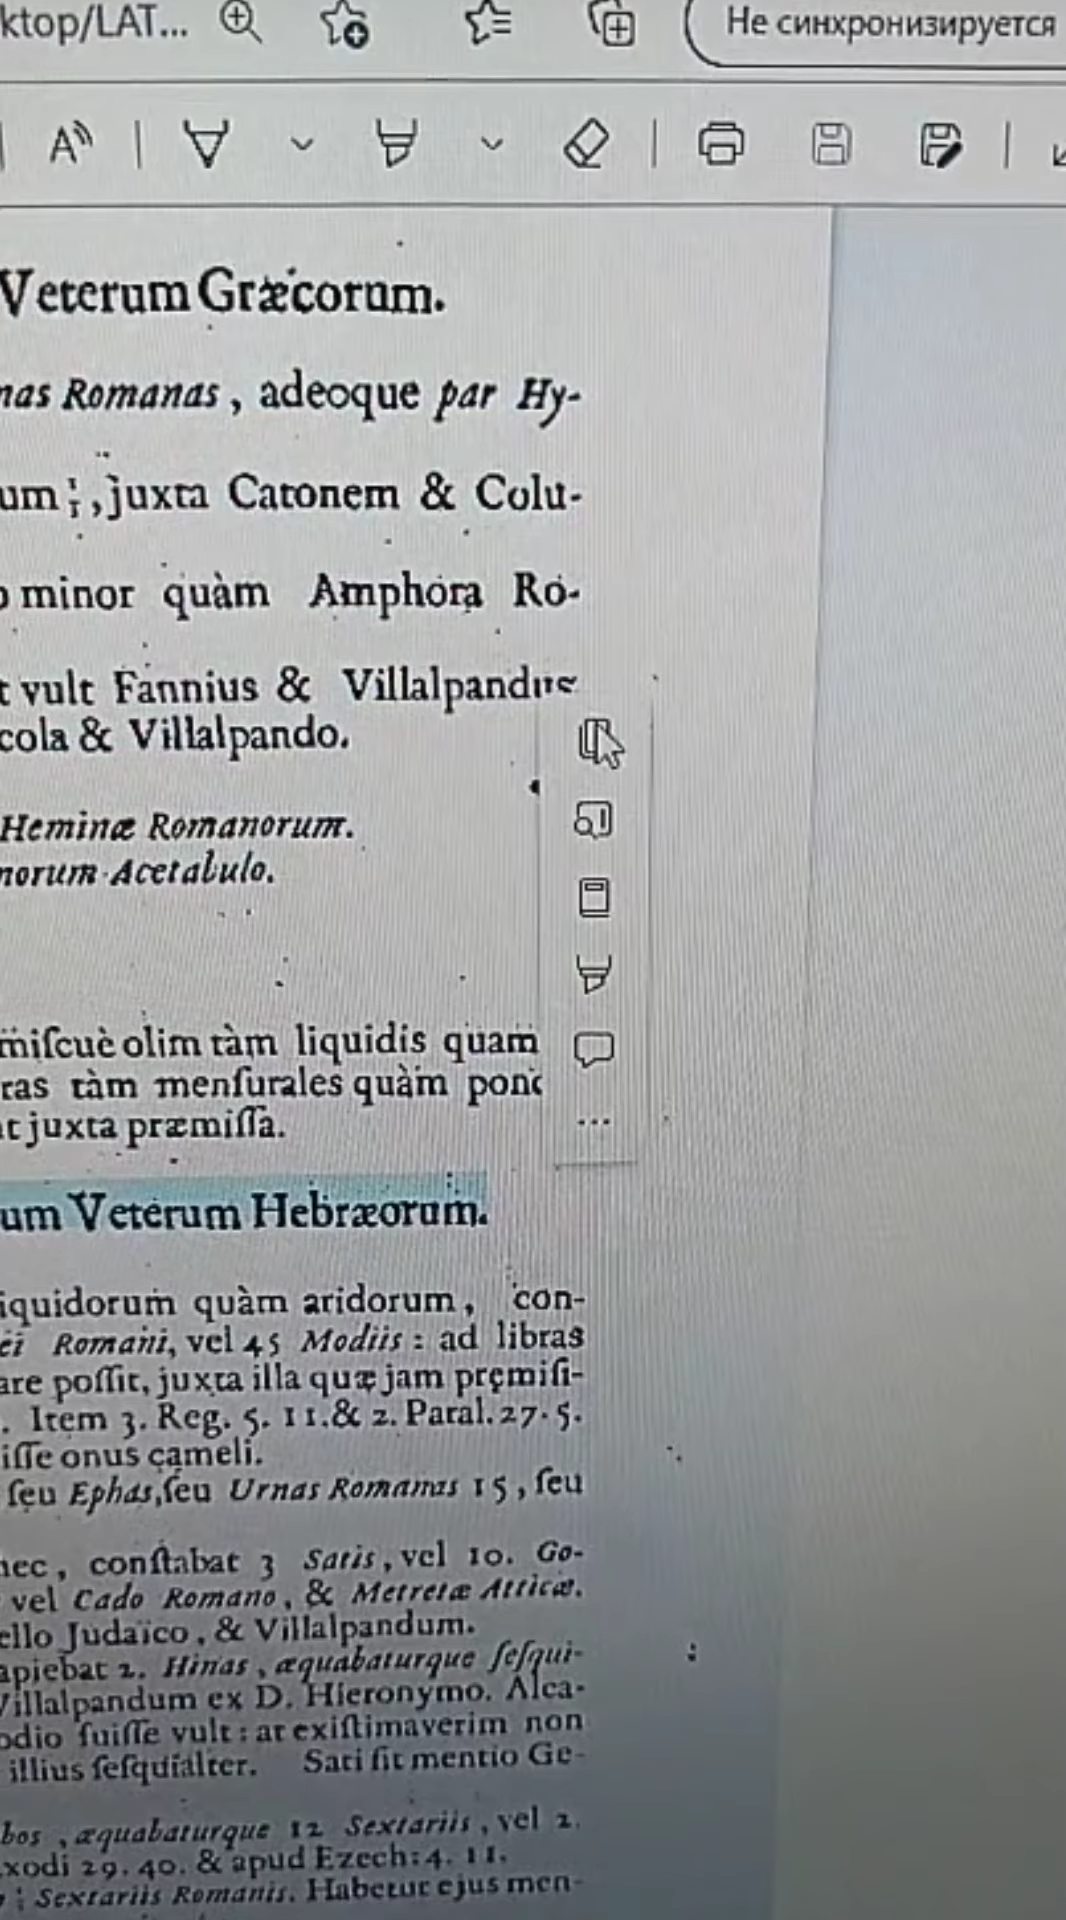 ktop/LAT...
Не синхронизируется
Veterum Græcorum.
nas Romanas, adeoque par Hy-
um, juxta Catonem & Colu-
minor quàm Amphora Ro-
t vult Fannius & Villalpandus
cola & Villalpando.
Heminæ Romanorum.
norum Acetabulo.
miſcuè olim tàm liquidis quam
ras tàm menſurales quàm pon
at juxta præmiſſa.
um Veterum Hebræorum.
iquidorum quàm aridorum, con-
ei Romani, vel 45 Modiis: ad libras
are poſſit, juxta illa quæ jam pręmiſi-
. Item 3. Reg. 5. 11. & 2. Paral. 27. 5.
iſſe onus cameli.
ſeu Ephas, ſeu Urnas Romanas 15, ſeu
nec, conſtabat 3 Satis, vel 10. Go-
vel Cado Romano, & Metretæ Atticæ.
ello Judaico, & Villalpandum.
apiebat 2. Hinas, æquabaturque ſeſqui-
Villalpandum ex D. Hieronymo. Alca-
odio fuiſſe vult: at exiſtimaverim non
illius ſeſquialter. Sati fit mentio Ge-
bos, æquabaturque 12 Sextariis, vel 2.
xodi 29. 40. & apud Ezech: 4. 11.
Sextariis Romanis. Habetur ejus men-